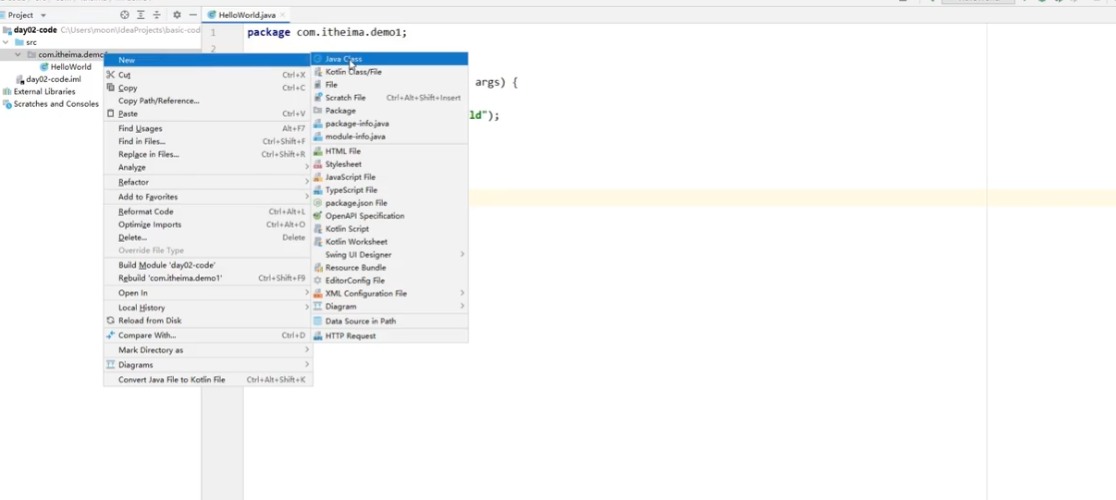 Project
HelloWorld.java
day02-code C:\Users\moon\IdeaProjects\basic-cod
src
com.itheima.demo
HelloWorld
day02-code.iml
External Libraries
Scratches and Consoles
1 package com.itheima.demo1;
2
args) {
ld");
New
Cut Ctrl+X
Copy Ctrl+C
Copy Path/Reference...
Paste Ctrl+V
Find Usages Alt+F7
Find in Files... Ctrl+Shift+F
Replace in Files... Ctrl+Shift+R
Analyze
Refactor
Add to Favorites
Reformat Code Ctrl+Alt+L
Optimize Imports Ctrl+Alt+O
Delete... Delete
Override File Type
Build Module 'day02-code'
Rebuild 'com.itheima.demo1' Ctrl+Shift+F9
Open In
Local History
Reload from Disk
Compare With... Ctrl+D
Mark Directory as
Diagrams
Convert Java File to Kotlin File Ctrl+Alt+Shift+K
Java Class
Kotlin Class/File
File
Scratch File Ctrl+Alt+Shift+Insert
Package
package-info.java
module-info.java
HTML File
Stylesheet
JavaScript File
TypeScript File
package.json File
OpenAPI Specification
Kotlin Script
Kotlin Worksheet
Swing UI Designer
Resource Bundle
EditorConfig File
XML Configuration File
Diagram
Data Source in Path
HTTP Request